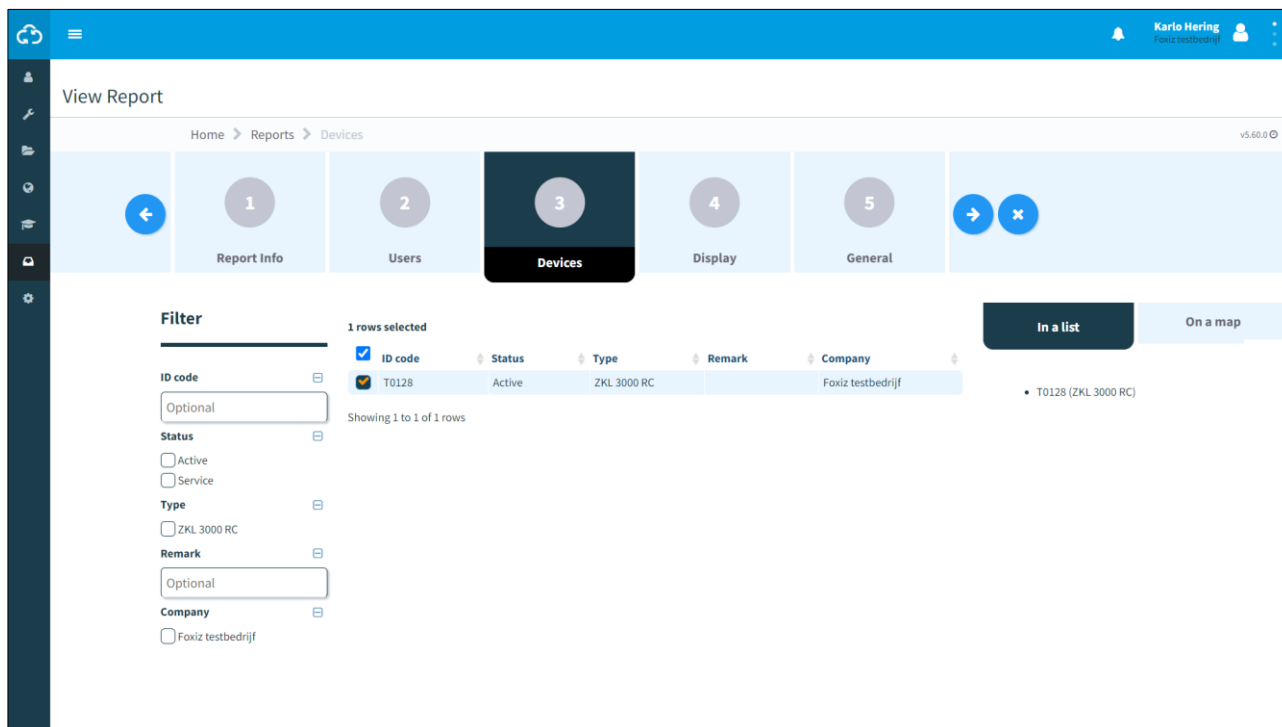 Karlo Hering
Foxiz testbedrijf
View Report
Home Reports Devices
v5.60.0
1 2 3 4 5
Report Info Users Devices Display General
Filter
ID code
Optional
Status
Active
Service
Type
ZKL 3000 RC
Remark
Optional
Company
Foxiz testbedrijf
1 rows selected
ID code Status Type Remark Company
T0128 Active ZKL 3000 RC Foxiz testbedrijf
Showing 1 to 1 of 1 rows
In a list On a map
T0128 (ZKL 3000 RC)